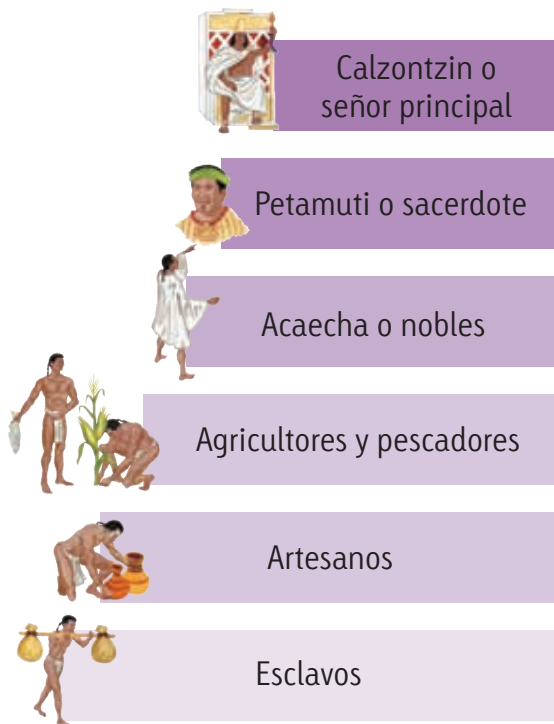 Calzontzin o
señor principal
Petamuti o sacerdote
Acaecha o nobles
Agricultores y pescadores
Artesanos
Esclavos